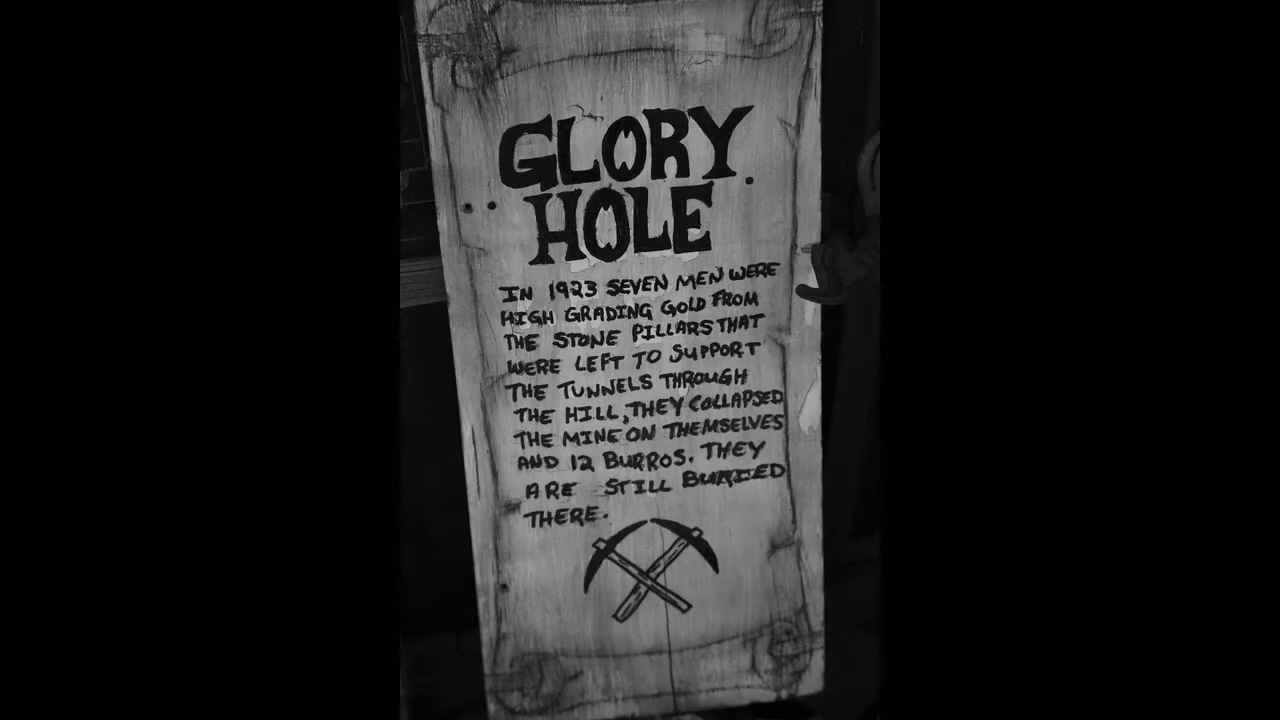 GLORY
HOLE
IN 1923 SEVEN MEN WERE
HIGH GRADING GOLD FROM
THE STONE PILLARS THAT
WERE LEFT TO SUPPORT
THE TUNNELS THROUGH
THE HILL, THEY COLLAPSED
THE MINE ON THEMSELVES
AND 12 BURROS. THEY
ARE STILL BURIED
THERE.